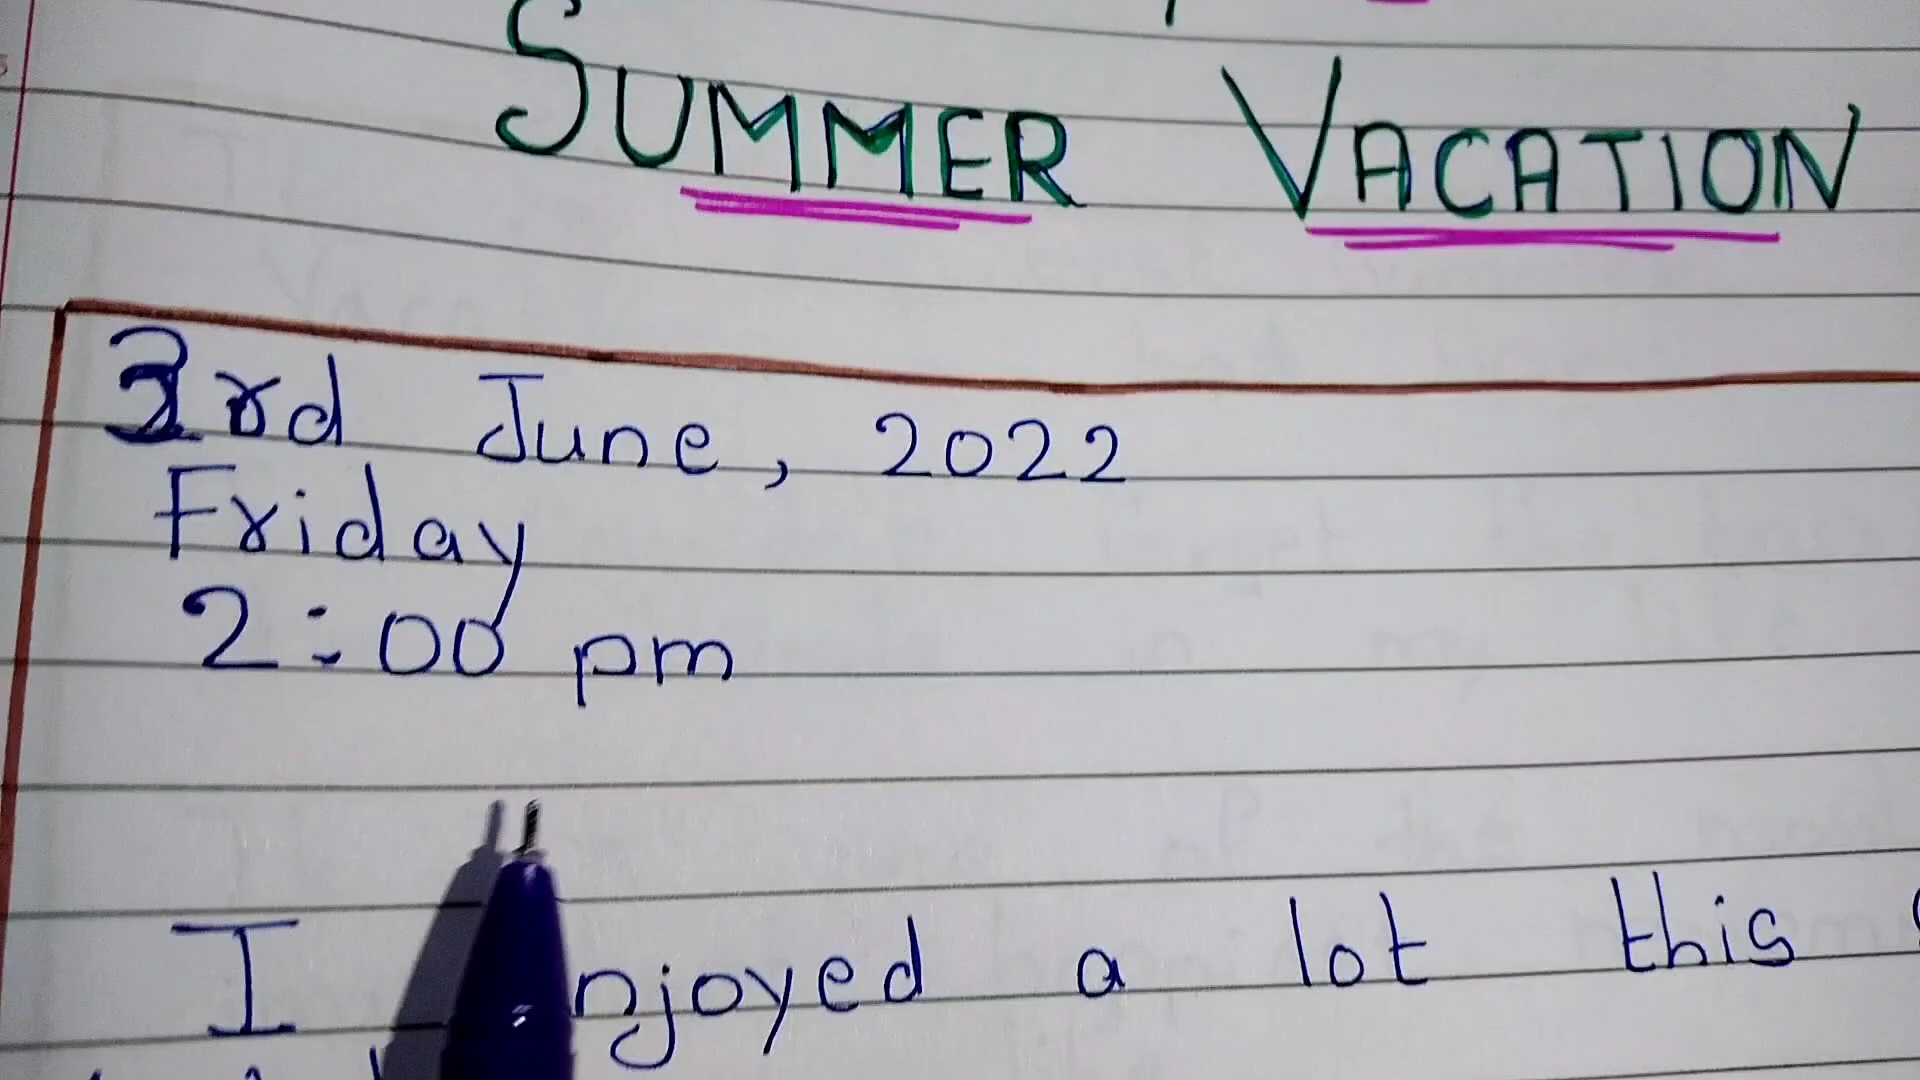 SUMMER VACATION
3rd June, 2022
Friday
2:00 pm
I enjoyed a lot this